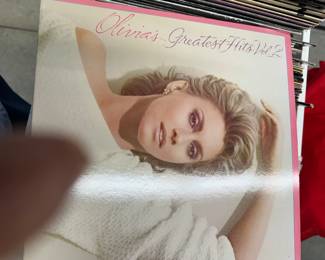 Olivia's Greatest Hits Vol. 2